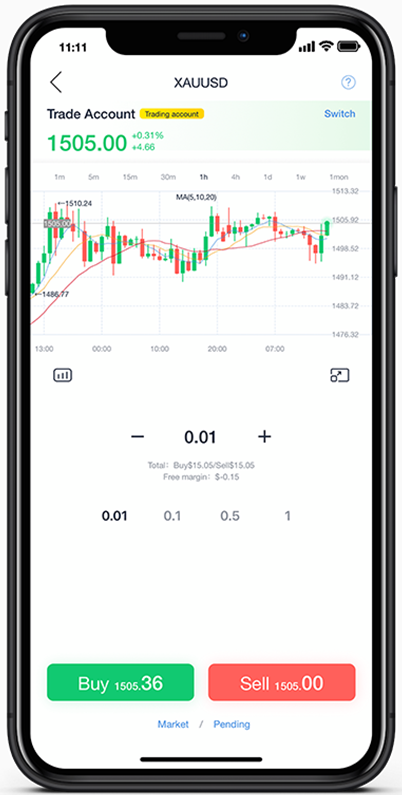 11:11
XAUUSD
?
Trade Account Trading account Switch
1505.00 +0.31%
+4.66
1m 5m 15m 30m 1h 4h 1d 1w 1mon
MA(5,10,20)
1513.32
←1510.24
1505.00
1505.92
1498.52
1491.12
←1486.77
1483.72
1476.32
13:00 00:00 10:00 20:00 07:00
− 0.01 +
Total: Buy$15.05/Sell$15.05
Free margin: $-0.15
0.01 0.1 0.5 1
Buy 1505.36 Sell 1505.00
Market / Pending